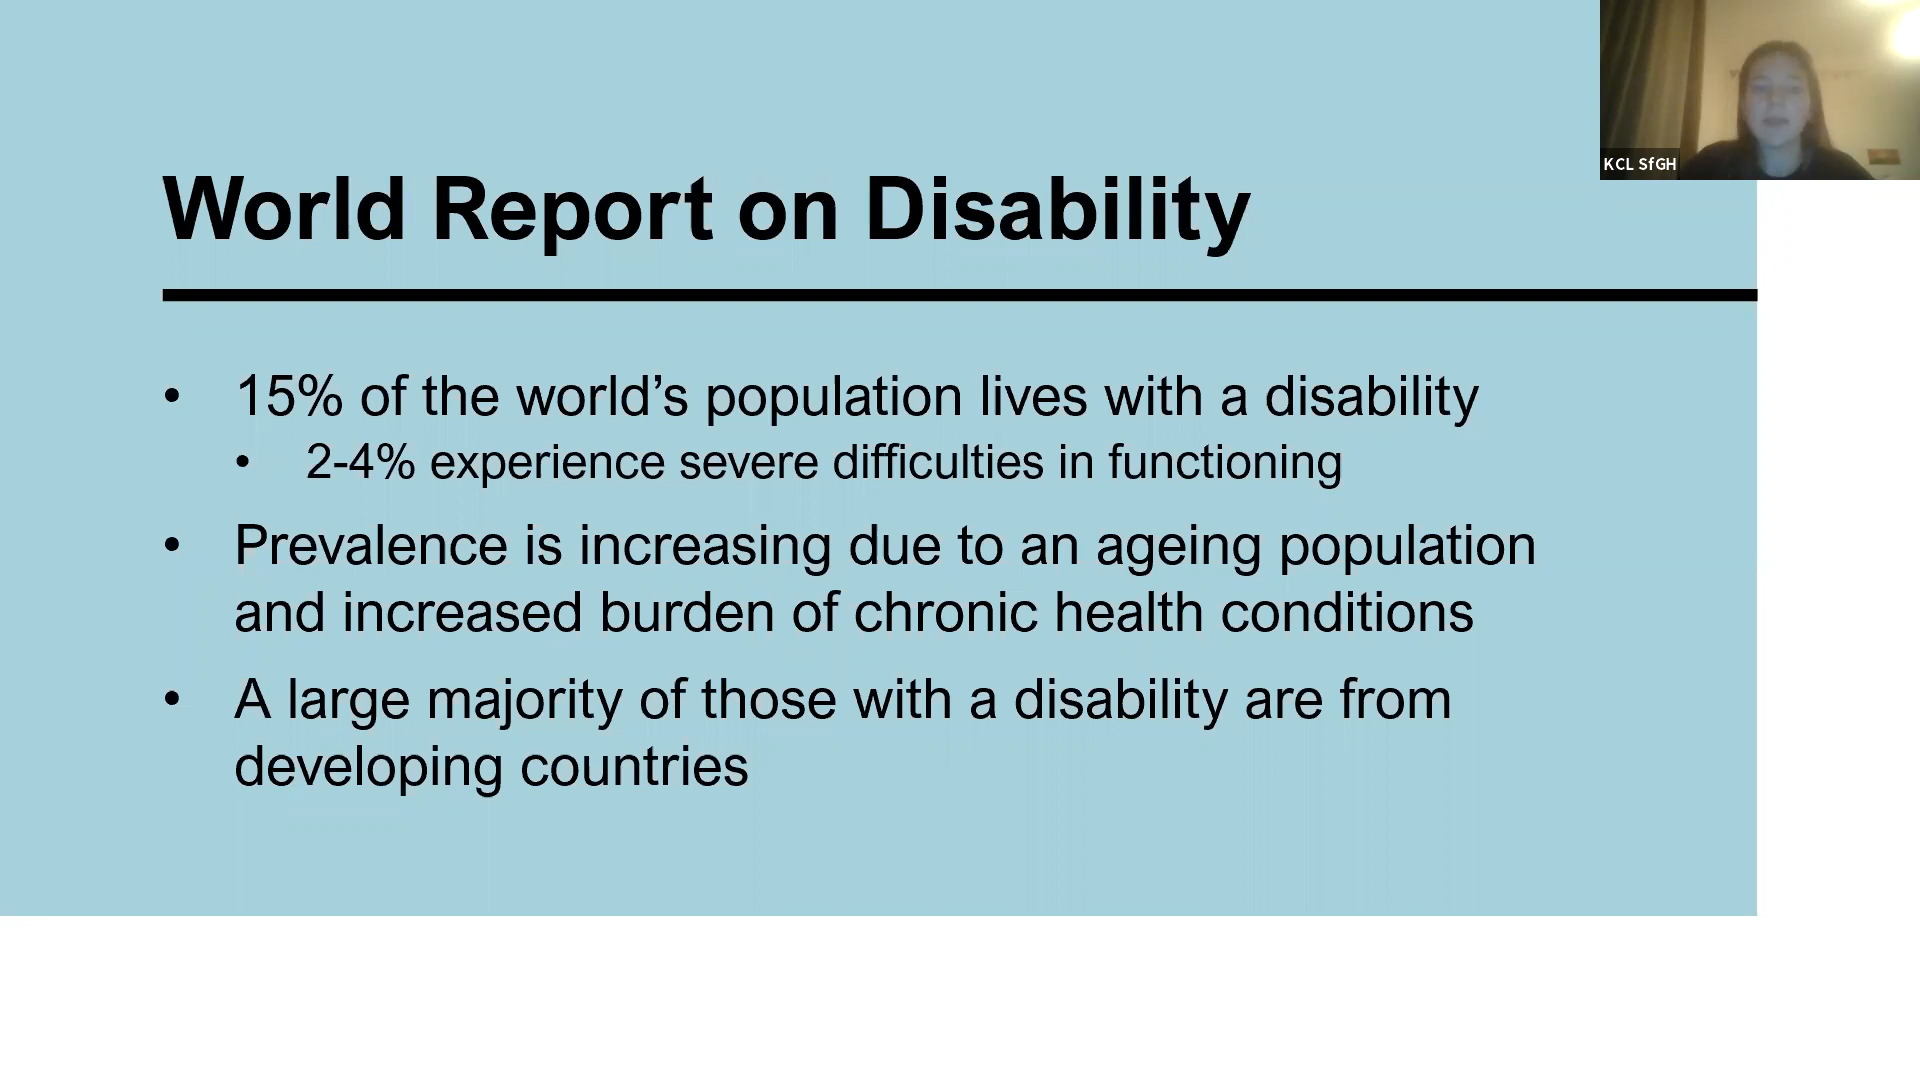 KCL SfGH
World Report on Disability
• 15% of the world’s population lives with a disability
• 2-4% experience severe difficulties in functioning
• Prevalence is increasing due to an ageing population
and increased burden of chronic health conditions
• A large majority of those with a disability are from
developing countries